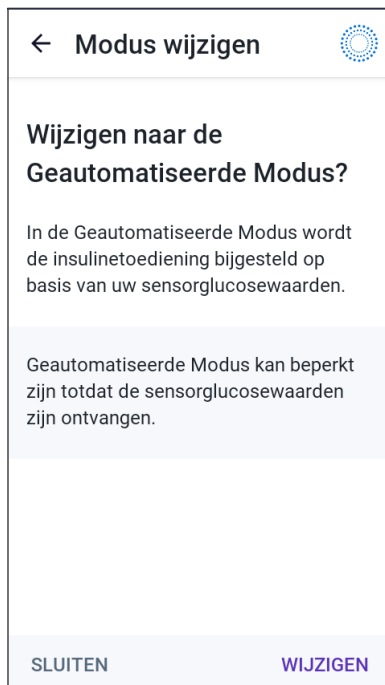 Modus wijzigen
Wijzigen naar de
Geautomatiseerde Modus?
In de Geautomatiseerde Modus wordt
de insulinetoediening bijgesteld op
basis van uw sensorglucosewaarden.
Geautomatiseerde Modus kan beperkt
zijn totdat de sensorglucosewaarden
zijn ontvangen.
SLUITEN
WIJZIGEN